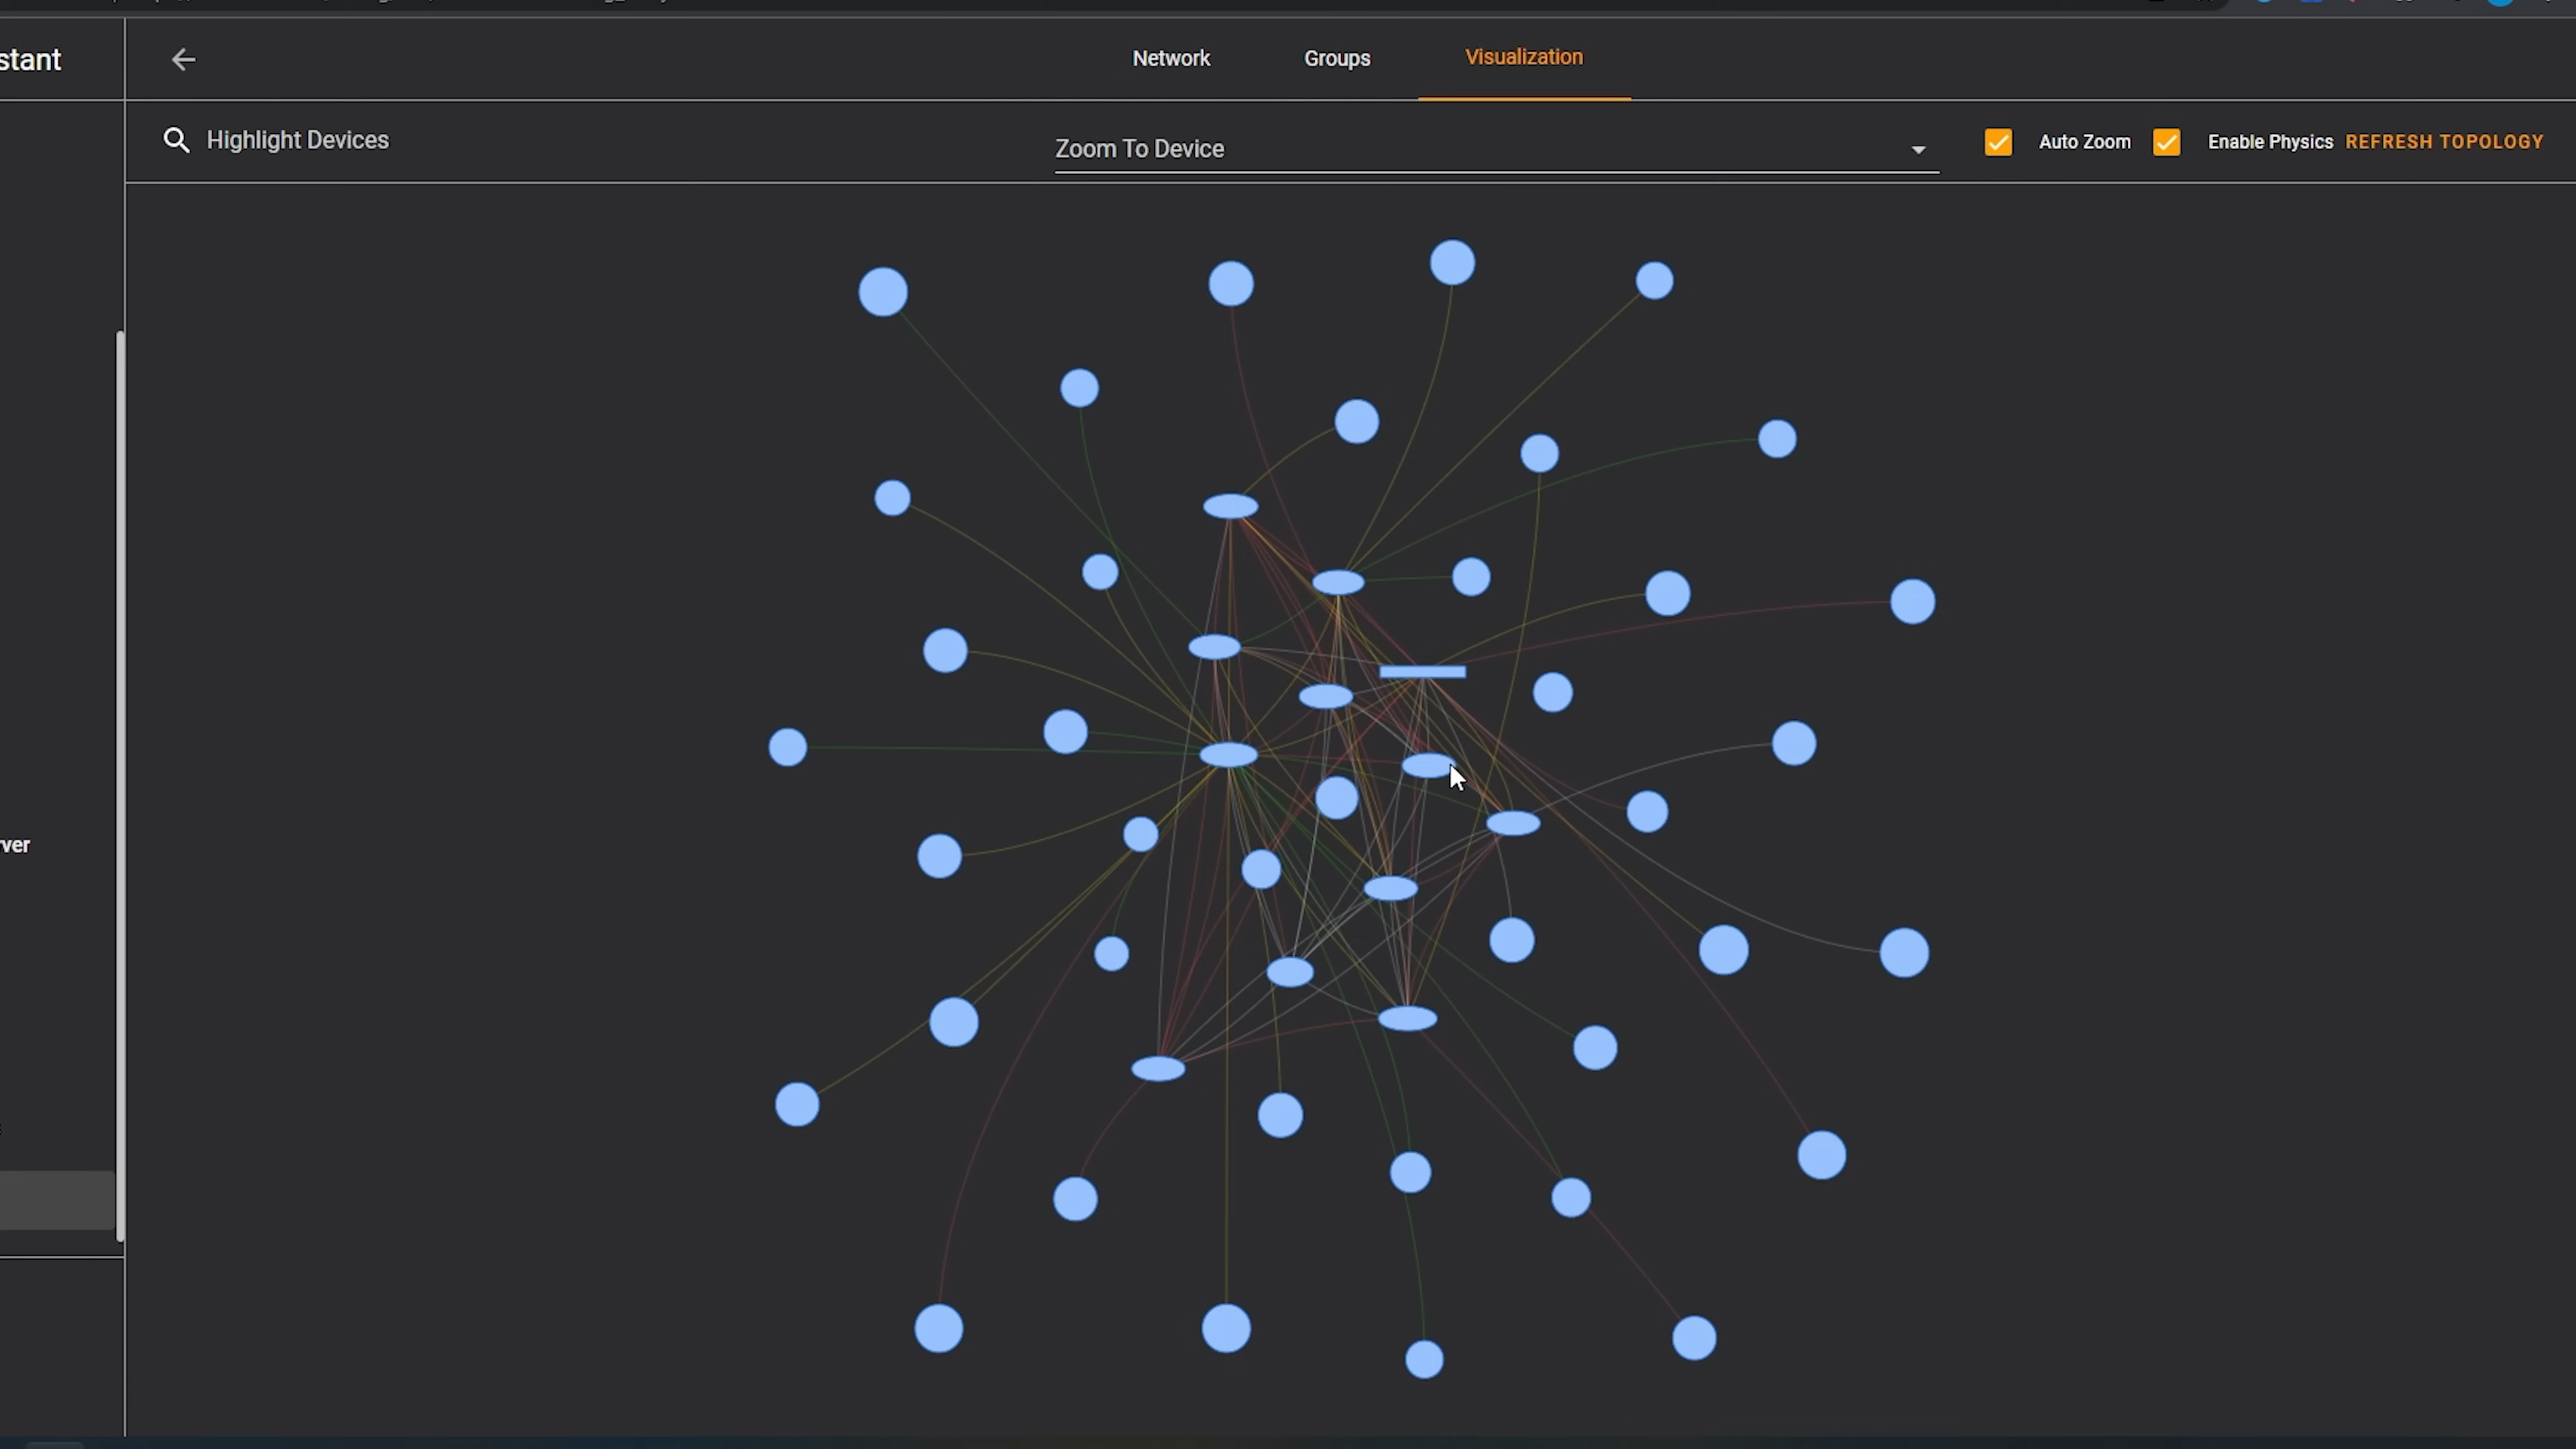 stant
Network
Groups
Visualization
Highlight Devices
Zoom To Device
Auto Zoom
Enable Physics
REFRESH TOPOLOGY
ver